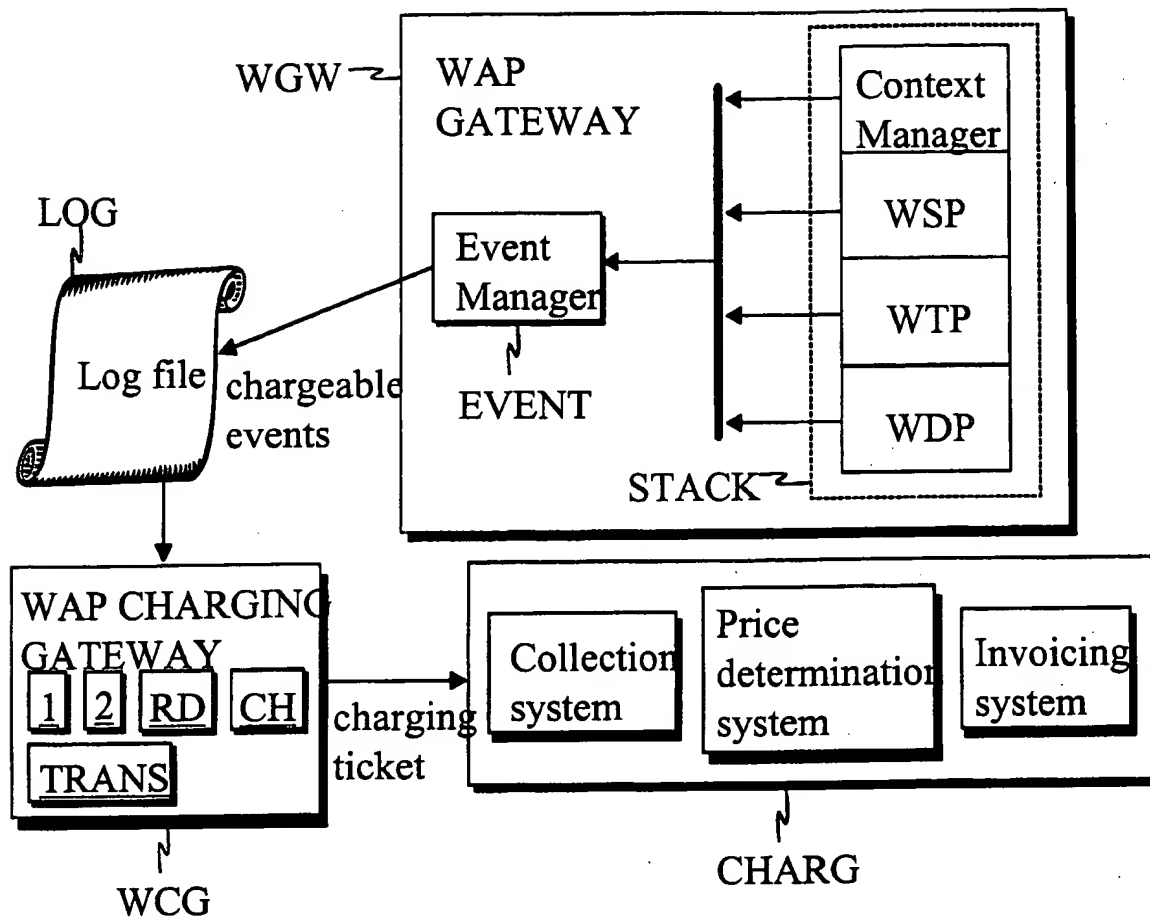 WGW
WAP
GATEWAY
Context
Manager
WSP
WTP
WDP
STACK
Event
Manager
EVENT
LOG
Log file
chargeable
events
WAP CHARGING
GATEWAY
1 2 RD CH
TRANS
WCG
charging
ticket
Collection
system
Price
determination
system
Invoicing
system
CHARG